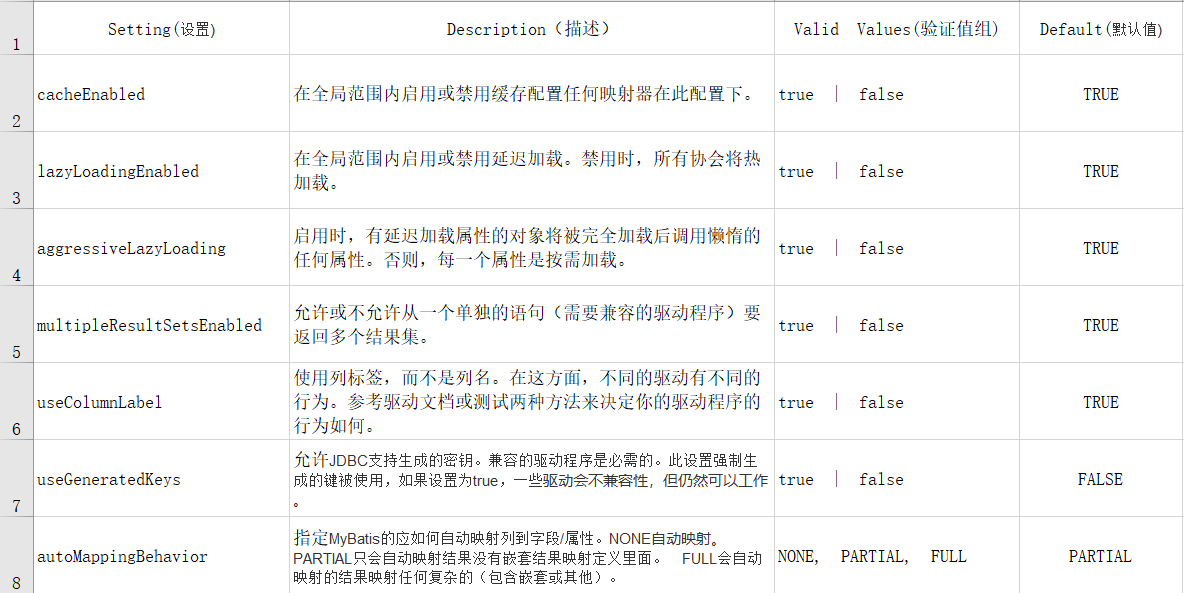 1 Setting(设置) Description（描述） Valid Values(验证值组) Default(默认值)
2 cacheEnabled 在全局范围内启用或禁用缓存配置任何映射器在此配置下。 true | false TRUE
3 lazyLoadingEnabled 在全局范围内启用或禁用延迟加载。禁用时，所有协会将热
加载。 true | false TRUE
4 aggressiveLazyLoading 启用时，有延迟加载属性的对象将被完全加载后调用懒惰的
任何属性。否则，每一个属性是按需加载。 true | false TRUE
5 multipleResultSetsEnabled 允许或不允许从一个单独的语句（需要兼容的驱动程序）要
返回多个结果集。 true | false TRUE
6 useColumnLabel 使用列标签，而不是列名。在这方面，不同的驱动有不同的
行为。参考驱动文档或测试两种方法来决定你的驱动程序的
行为如何。 true | false TRUE
7 useGeneratedKeys 允许JDBC支持生成的密钥。兼容的驱动程序是必需的。此设置强制生
成的键被使用，如果设置为true，一些驱动会不兼容性，但仍然可以工作
。 true | false FALSE
8 autoMappingBehavior 指定MyBatis的应如何自动映射列到字段/属性。NONE自动映射。
PARTIAL只会自动映射结果没有嵌套结果映射定义里面。 FULL会自动
映射的结果映射任何复杂的（包含嵌套或其他）。 NONE, PARTIAL, FULL PARTIAL